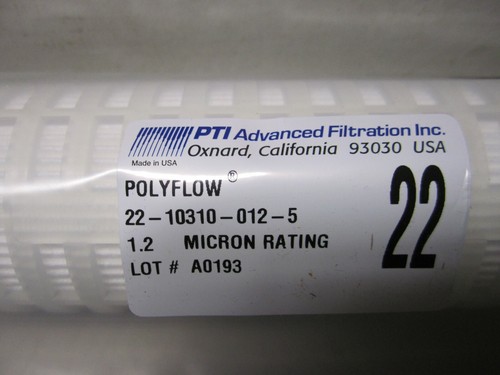 PTI Advanced Filtration Inc.
Made in USA
Oxnard, California 93030 USA
POLYFLOW®
22-10310-012-5
1.2 MICRON RATING
LOT # A0193
22